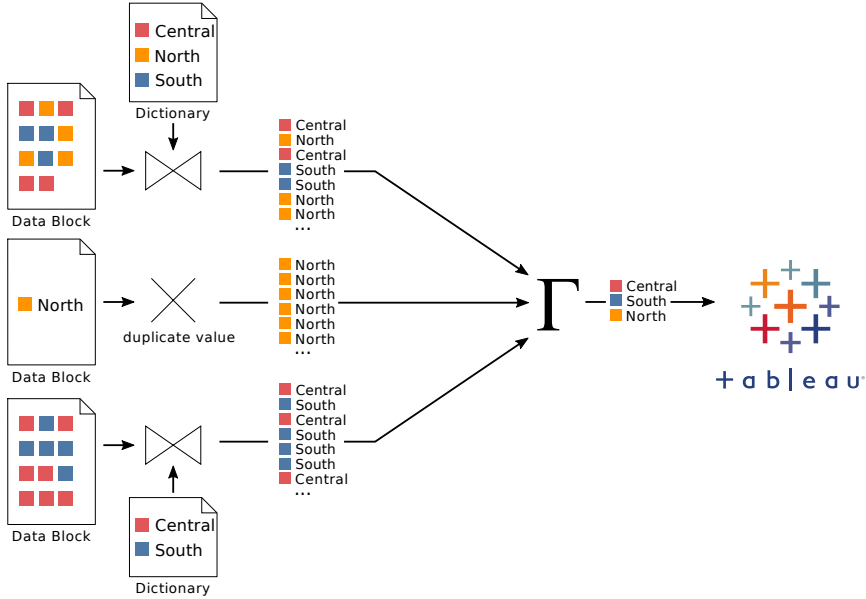 Central
North
South
Dictionary
Data Block
Central
North
Central
South
South
North
North
...
North
Data Block
duplicate value
North
North
North
North
North
North
...
Γ
Central
South
North
+ a b l e a u®
Data Block
Central
South
Dictionary
Central
South
Central
South
South
South
Central
...